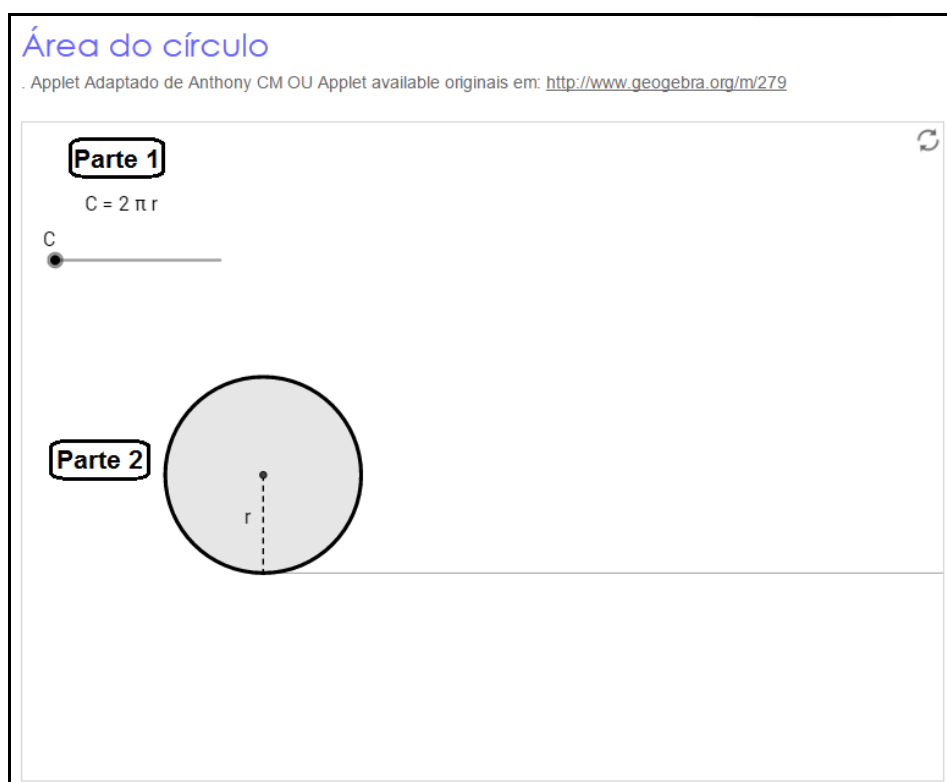 Área do círculo
. Applet Adaptado de Anthony CM OU Applet available originais em: http://www.geogebra.org/m/279
Parte 1
C = 2 π r
C
Parte 2
r